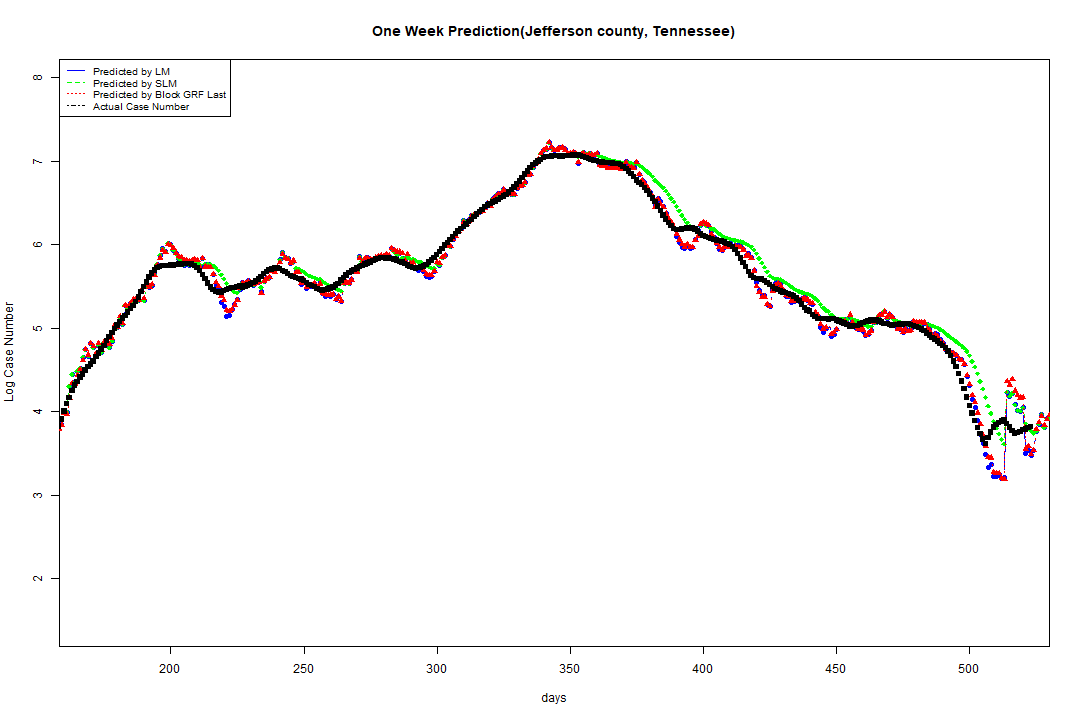 One Week Prediction(Jefferson county, Tennessee)
Predicted by LM
Predicted by SLM
Predicted by Block GRF Last
Actual Case Number
8
7
6
5
4
3
2
Log Case Number
200 250 300 350 400 450 500
days